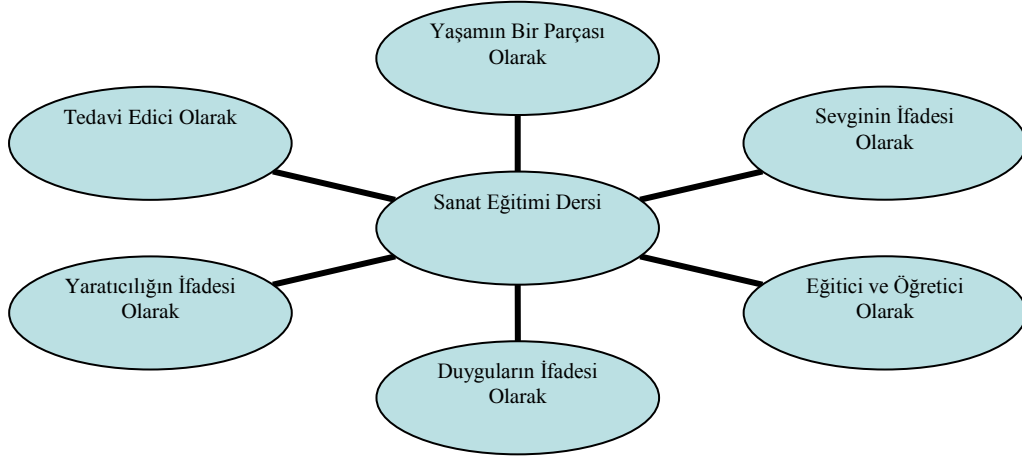 Yaşamın Bir Parçası
Olarak
Tedavi Edici Olarak
Sevginin İfadesi
Olarak
Sanat Eğitimi Dersi
Yaratıcılığın İfadesi
Olarak
Eğitici ve Öğretici
Olarak
Duyguların İfadesi
Olarak